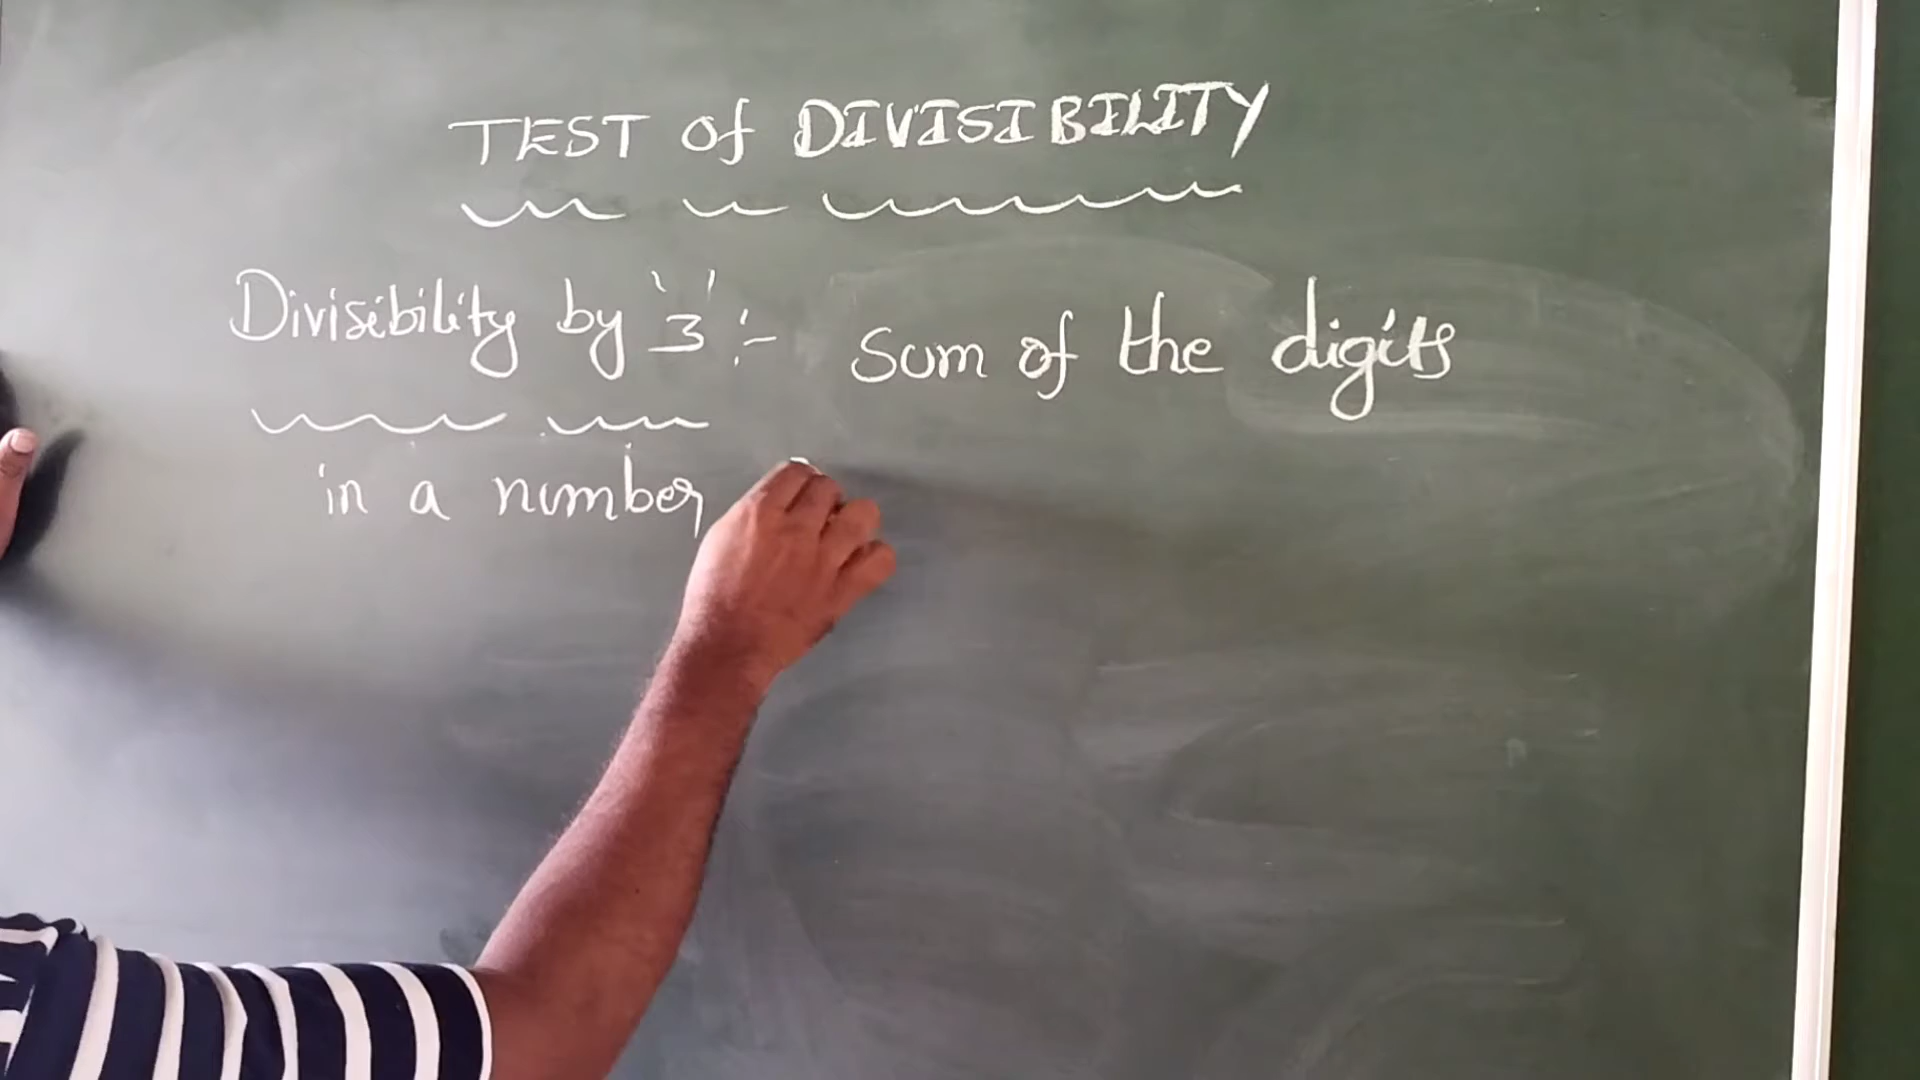 TEST of DIVISIBILITY
Divisibility by '3' :- Sum of the digits
in a number